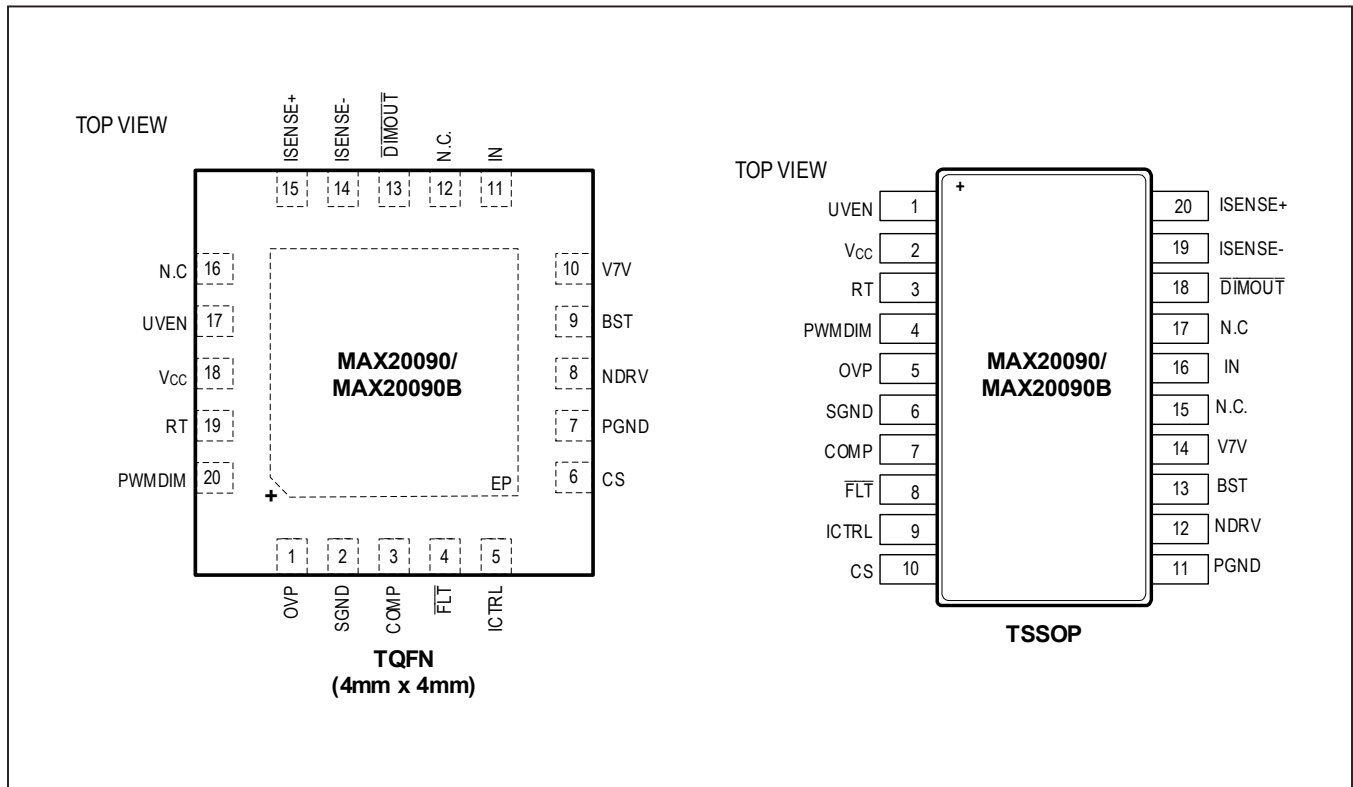 TOP VIEW
ISENSE+
ISENSE-
D̅I̅M̅O̅U̅T̅
N.C.
IN
15
14
13
12
11
N.C 16
UVEN 17
VCC 18
RT 19
PWMDIM 20
10 V7V
9 BST
8 NDRV
7 PGND
6 CS
MAX20090/
MAX20090B
EP
+
1
2
3
4
5
OVP
SGND
COMP
F̅L̅T̅
ICTRL
TQFN
(4mm x 4mm)
TOP VIEW
+
UVEN 1
VCC 2
RT 3
PWMDIM 4
OVP 5
SGND 6
COMP 7
F̅L̅T̅ 8
ICTRL 9
CS 10
MAX20090/
MAX20090B
20 ISENSE+
19 ISENSE-
18 D̅I̅M̅O̅U̅T̅
17 N.C
16 IN
15 N.C.
14 V7V
13 BST
12 NDRV
11 PGND
TSSOP